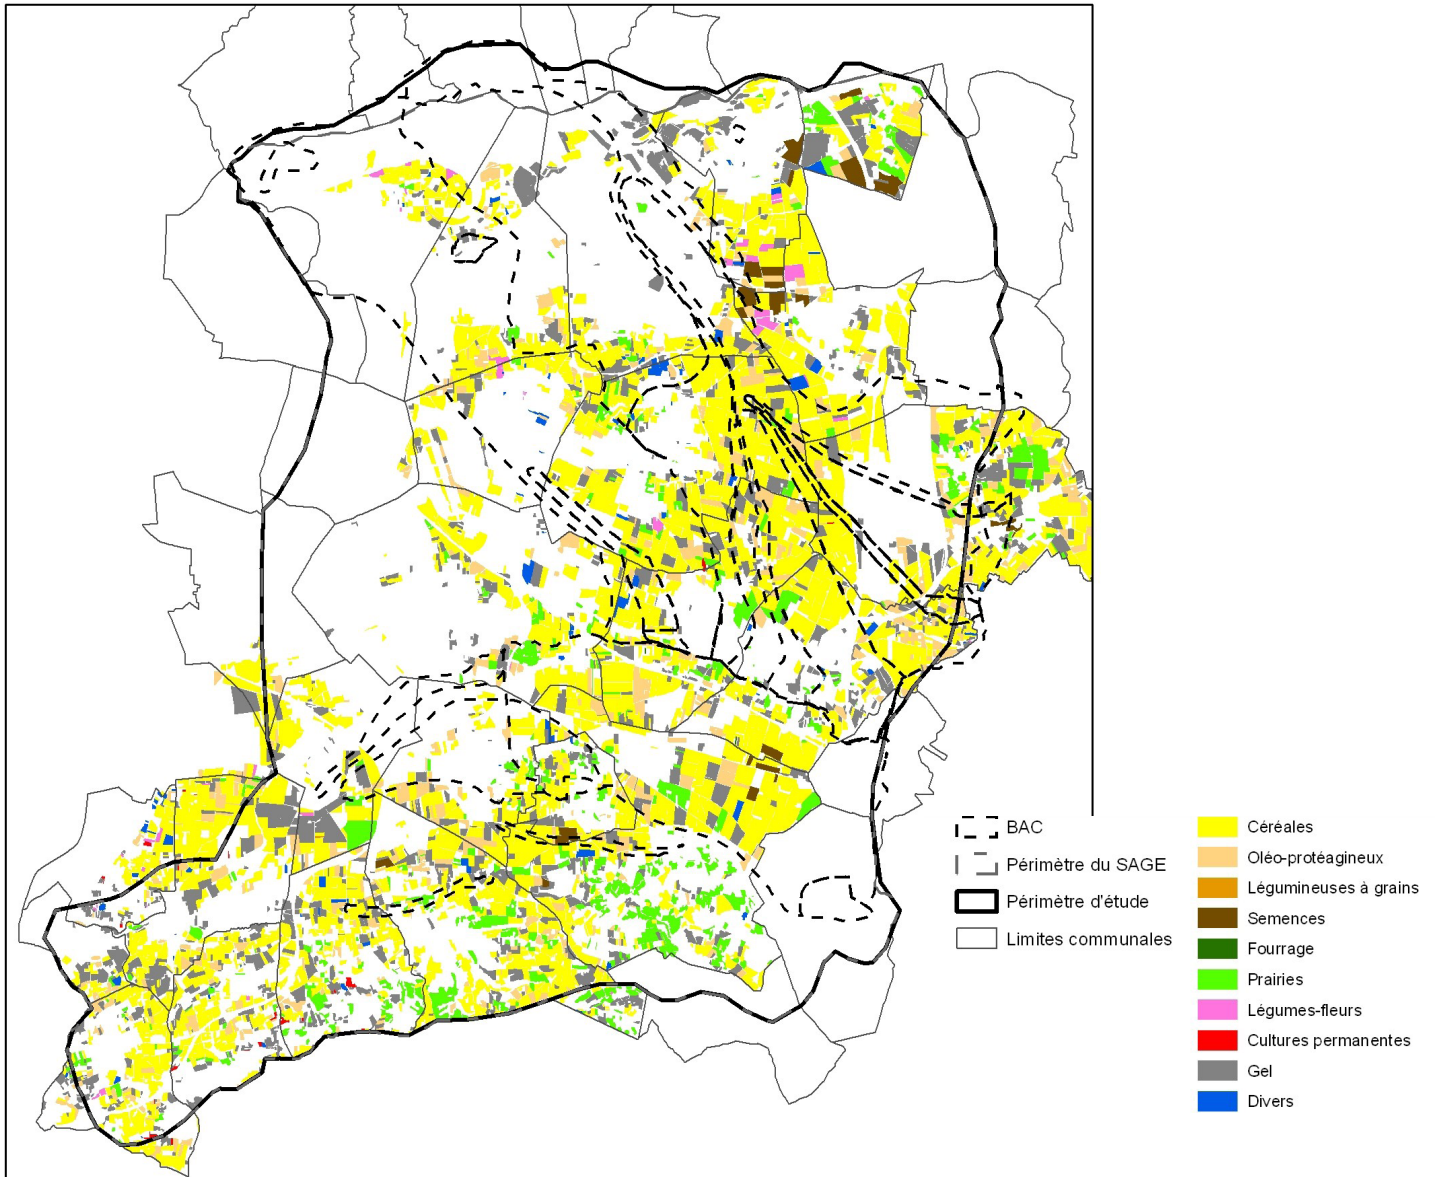 BAC
Périmètre du SAGE
Périmètre d'étude
Limites communales
Céréales
Oléo-protéagineux
Légumineuses à grains
Semences
Fourrage
Prairies
Légumes-fleurs
Cultures permanentes
Gel
Divers